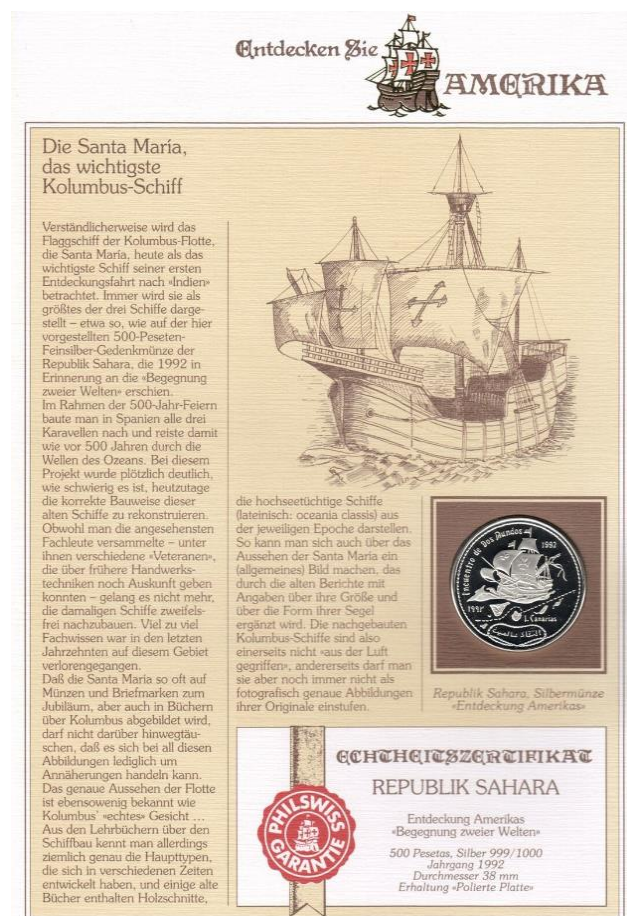 Entdecken Sie
AMERIKA
Die Santa María,
das wichtigste
Kolumbus-Schiff
Verständlicherweise wird das
Flaggschiff der Kolumbus-Flotte,
die Santa María, heute als das
wichtigste Schiff seiner ersten
Entdeckungsfahrt nach «Indien»
betrachtet. Immer wird sie als
größtes der drei Schiffe darge-
stellt – etwa so, wie auf der hier
vorgestellten 500-Peseten-
Feinsilber-Gedenkmünze der
Republik Sahara, die 1992 in
Erinnerung an die «Begegnung
zweier Welten» erschien.
Im Rahmen der 500-Jahr-Feiern
baute man in Spanien alle drei
Karavellen nach und reiste damit
wie vor 500 Jahren durch die
Wellen des Ozeans. Bei diesem
Projekt wurde plötzlich deutlich,
wie schwierig es ist, heutzutage
die korrekte Bauweise dieser
alten Schiffe zu rekonstruieren.
Obwohl man die angesehensten
Fachleute versammelte – unter
ihnen verschiedene «Veteranen»,
die über frühere Handwerks-
techniken noch Auskunft geben
konnten – gelang es nicht mehr,
die damaligen Schiffe zweifels-
frei nachzubauen. Viel zu viel
Fachwissen war in den letzten
Jahrzehnten auf diesem Gebiet
verlorengegangen.
Daß die Santa Maria so oft auf
Münzen und Briefmarken zum
Jubiläum, aber auch in Büchern
über Kolumbus abgebildet wird,
darf nicht darüber hinwegtäu-
schen, daß es sich bei all diesen
Abbildungen lediglich um
Annäherungen handeln kann.
Das genaue Aussehen der Flotte
ist ebensowenig bekannt wie
Kolumbus' «echtes» Gesicht ...
Aus den Lehrbüchern über den
Schiffbau kennt man allerdings
ziemlich genau die Haupttypen,
die sich in verschiedenen Zeiten
entwickelt haben, und einige alte
Bücher enthalten Holzschnitte,
die hochseetüchtige Schiffe
(lateinisch: oceania classis) aus
der jeweiligen Epoche darstellen.
So kann man sich auch über das
Aussehen der Santa Maria ein
(allgemeines) Bild machen, das
durch die alten Berichte mit
Angaben über ihre Größe und
über die Form ihrer Segel
ergänzt wird. Die nachgebauten
Kolumbus-Schiffe sind also
einerseits nicht «aus der Luft
gegriffen», andererseits darf man
sie aber noch immer nicht als
fotografisch genaue Abbildungen
ihrer Originale einstufen.
Encuentro de Dos Mundos
1992
١٩٩٢
I. Canarias
Republik Sahara, Silbermünze
«Entdeckung Amerikas»
ECHTHEITSZERTIFIKAT
REPUBLIK SAHARA
Entdeckung Amerikas
«Begegnung zweier Welten»
500 Pesetas, Silber 999/1000
Jahrgang 1992
Durchmesser 38 mm
Erhaltung «Polierte Platte»
PHILSWISS
GARANTIE